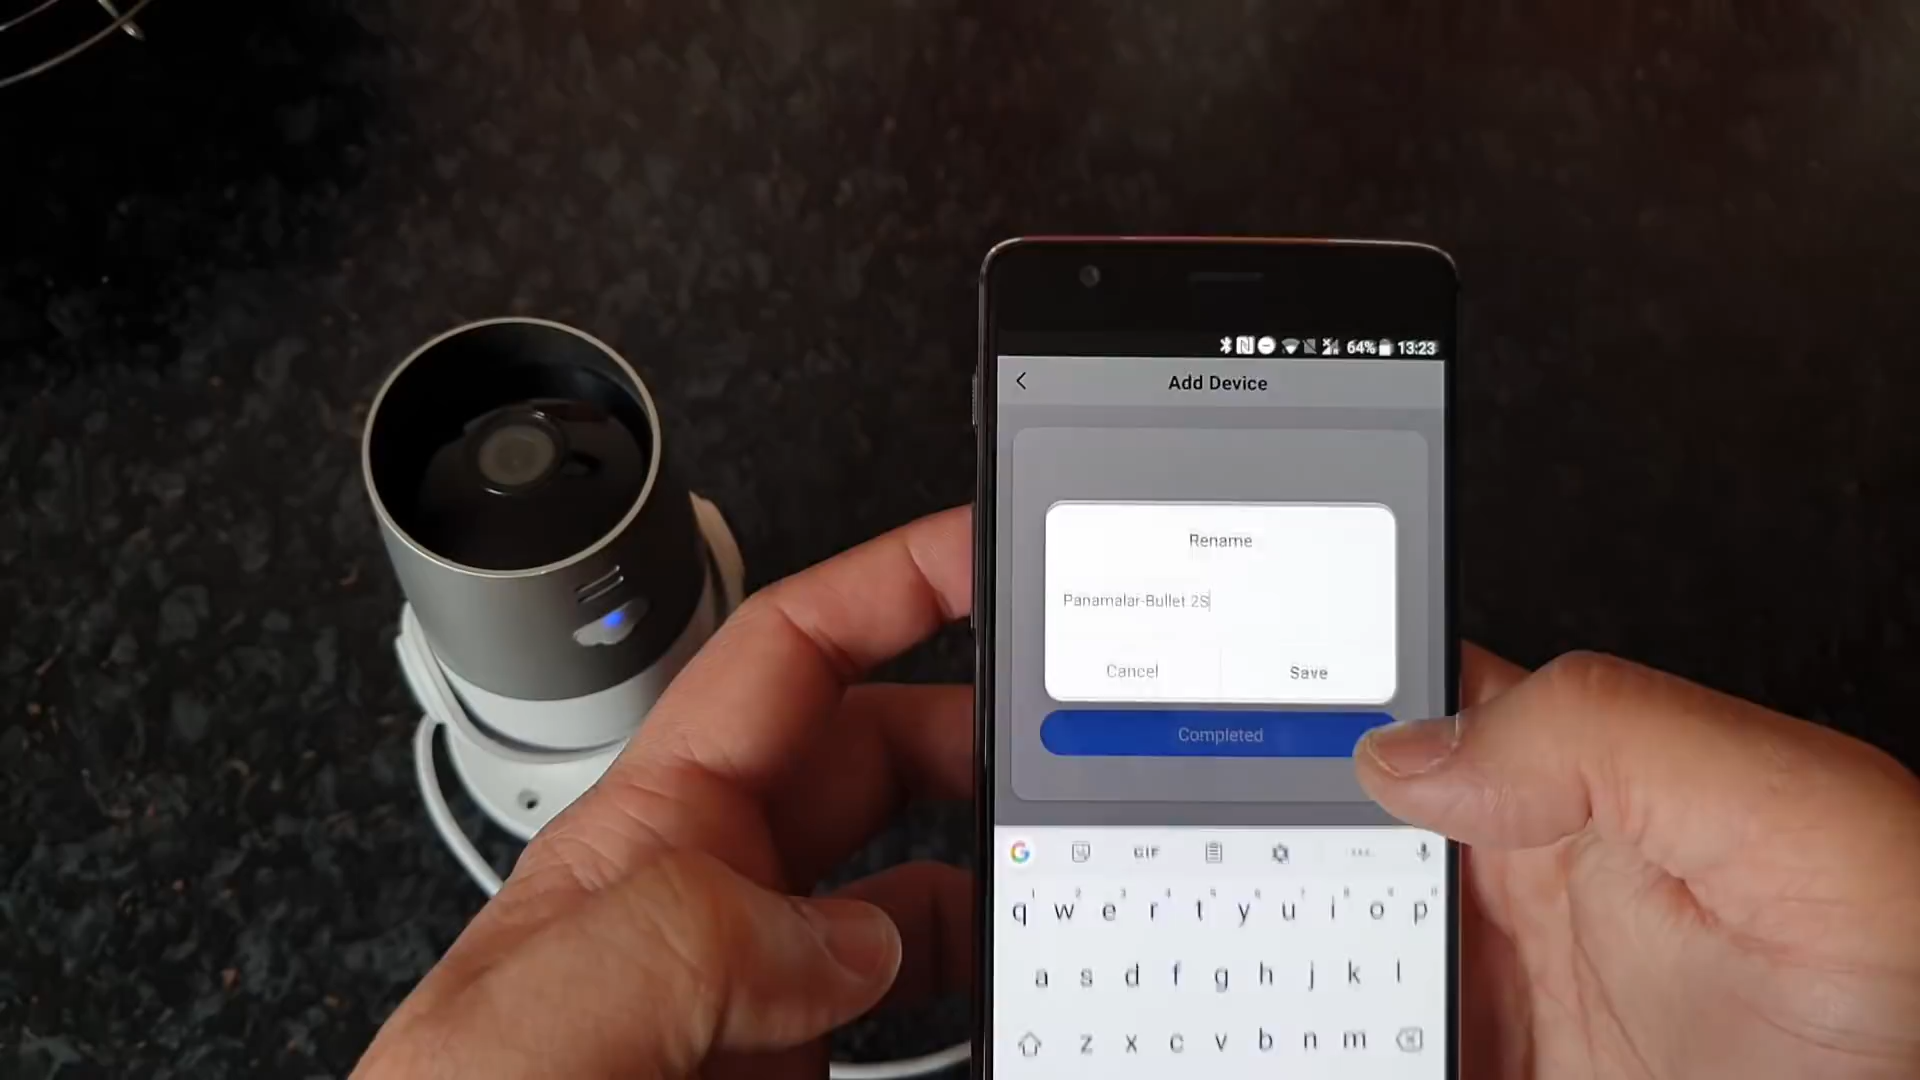 64% 13:23
Add Device
Rename
Panamalar-Bullet 2S
Cancel Save
Completed
GIF
q w e r t y u i o p
a s d f g h j k l
z x c v b n m